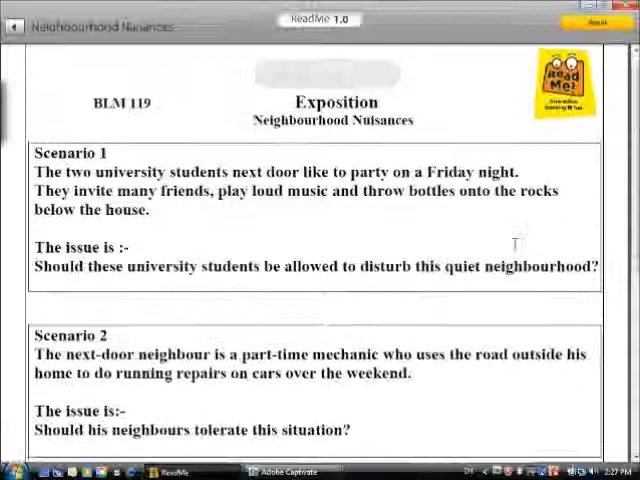 ReadMe 1.0
Neighbourhood Nuisances
Read Me!
BLM 119
Exposition
Neighbourhood Nuisances
Scenario 1
The two university students next door like to party on a Friday night.
They invite many friends, play loud music and throw bottles onto the rocks
below the house.
The issue is :-
Should these university students be allowed to disturb this quiet neighbourhood?
Scenario 2
The next-door neighbour is a part-time mechanic who uses the road outside his
home to do running repairs on cars over the weekend.
The issue is:-
Should his neighbours tolerate this situation?
ReadMe
Adobe Captivate
2:27 PM